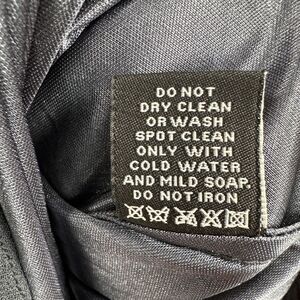 DO NOT
DRY CLEAN
OR WASH
SPOT CLEAN
ONLY WITH
COLD WATER
AND MILD SOAP.
DO NOT IRON